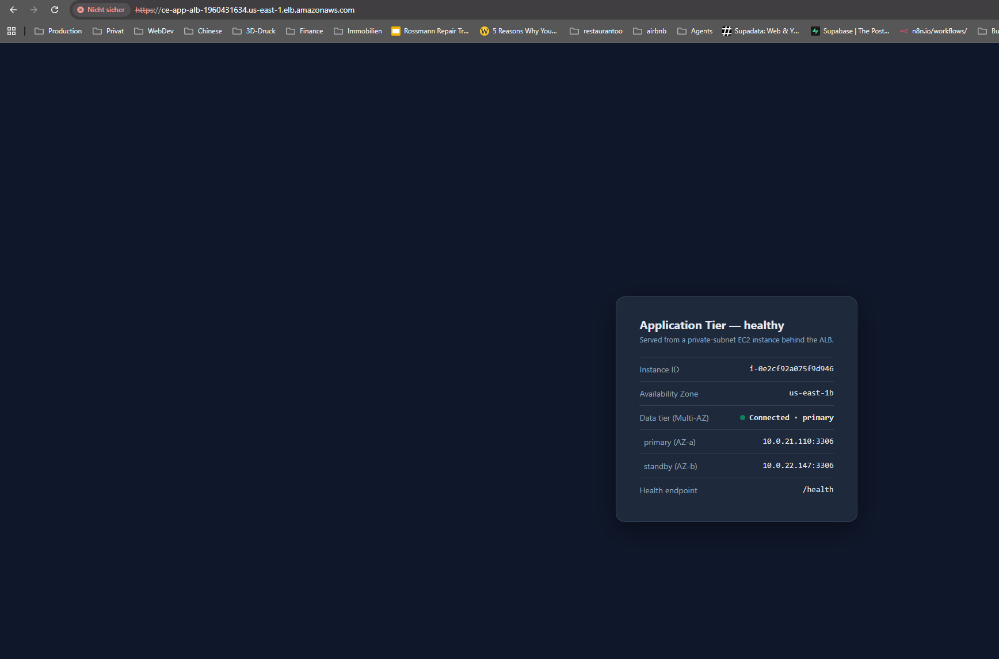 Nicht sicher https://ce-app-alb-1960431634.us-east-1.elb.amazonaws.com
Production Privat WebDev Chinese 3D-Druck Finance Immobilien Rossmann Repair Tr... 5 Reasons Why You... restaurantoo airbnb Agents Supadata: Web & Y... Supabase | The Post... n8n.io/workflows/ Bu
Application Tier — healthy
Served from a private-subnet EC2 instance behind the ALB.
Instance ID i-0e2cf92a075f9d946
Availability Zone us-east-1b
Data tier (Multi-AZ) Connected · primary
primary (AZ-a) 10.0.21.110:3306
standby (AZ-b) 10.0.22.147:3306
Health endpoint /health